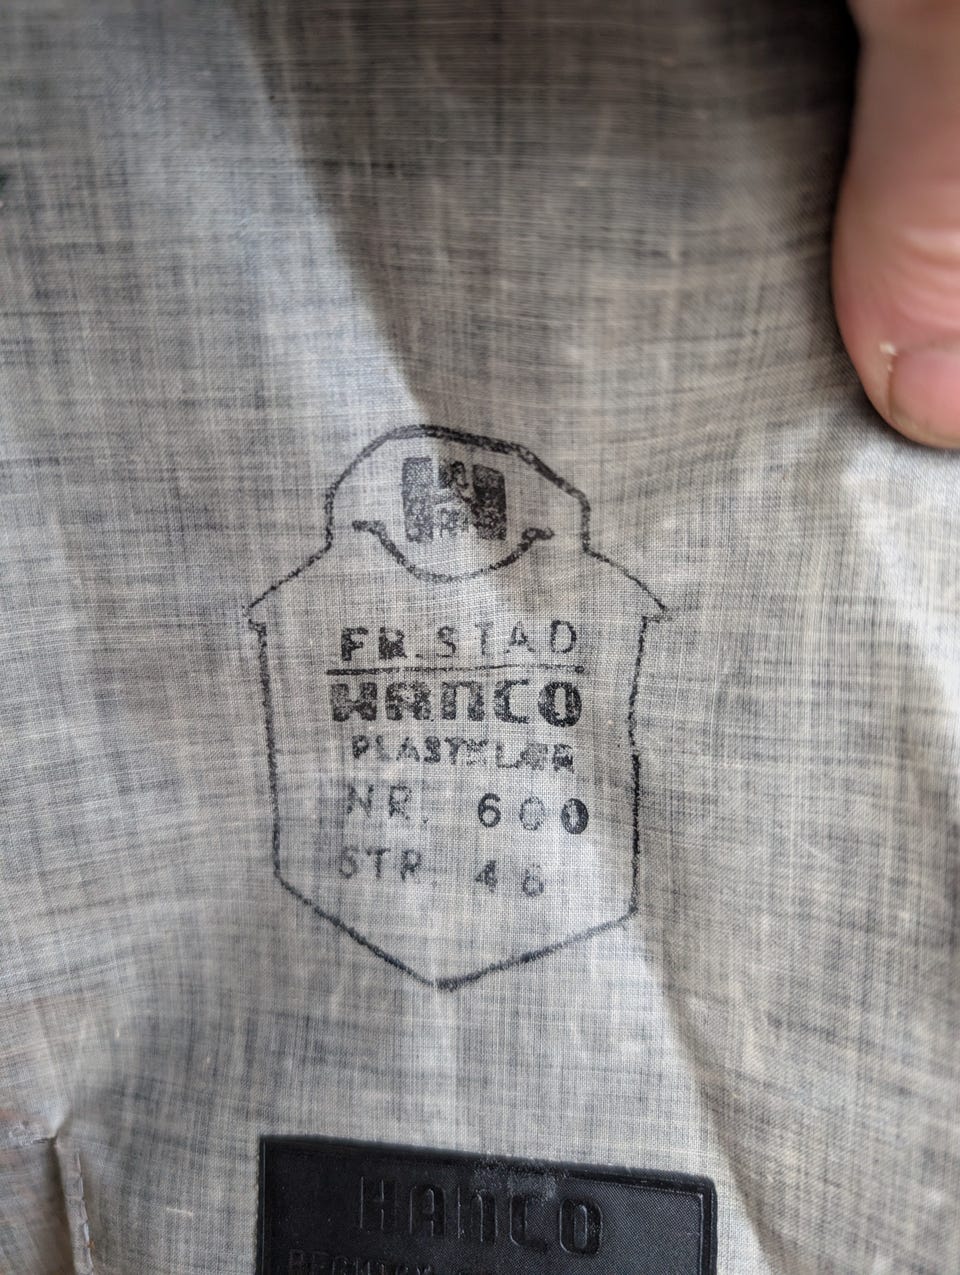 FR.STAD
HANCO
PLASTKLÆR
NR. 600
STR. 46
HANCO